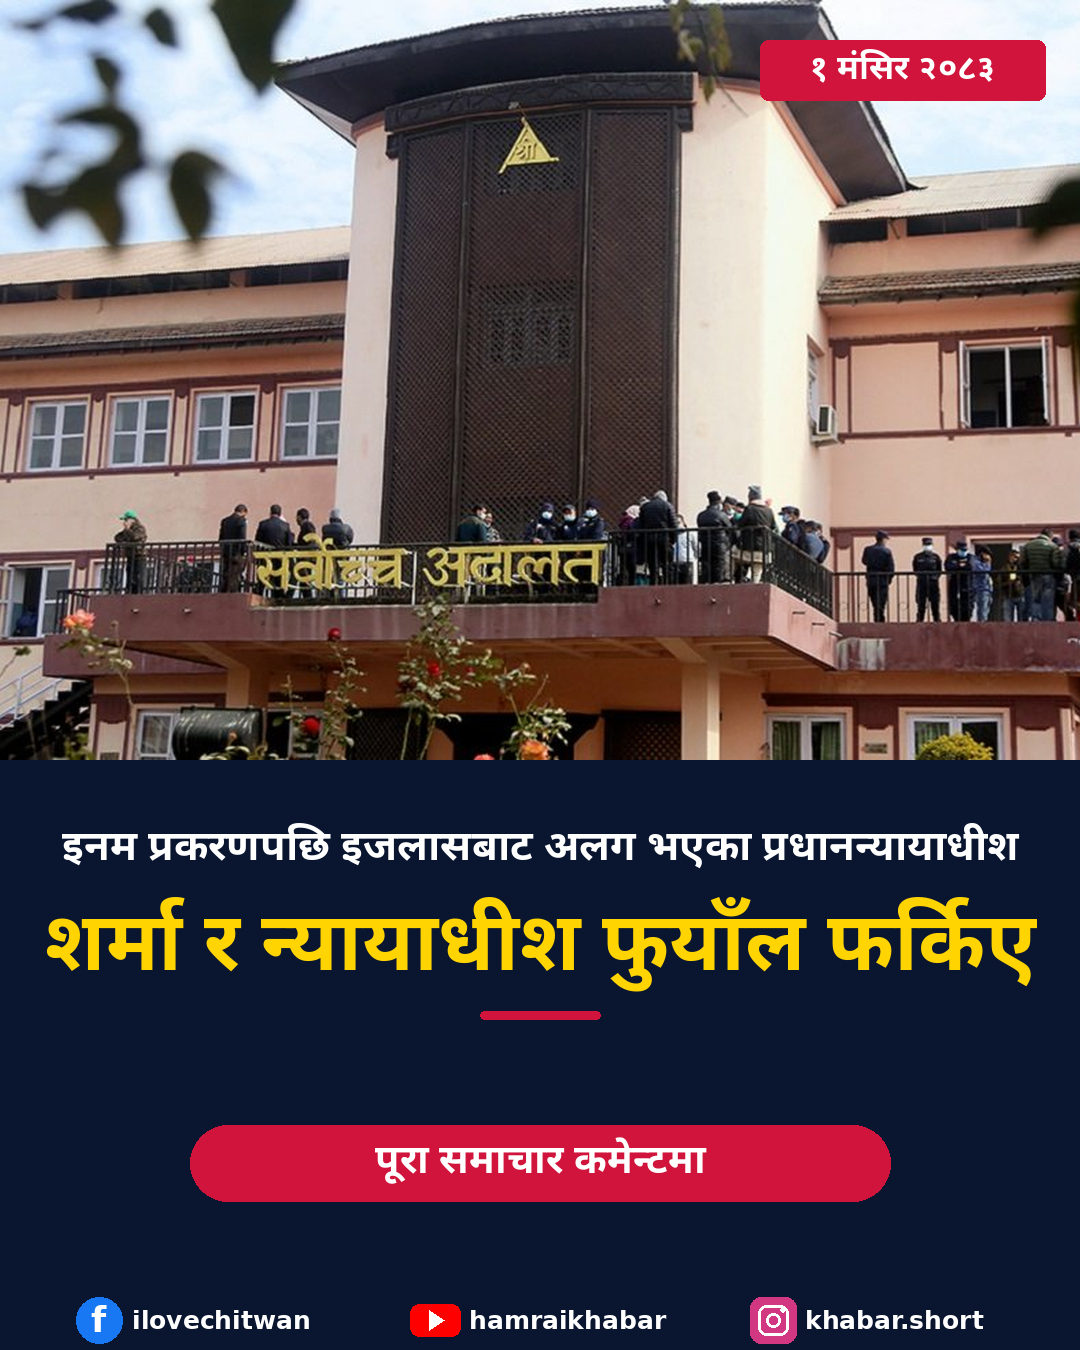 १ मंसिर २०८३
श्री
सर्वोच्च अदालत
इनम प्रकरणपछि इजलासबाट अलग भएका प्रधानन्यायाधीश
शर्मा र न्यायाधीश फुयाँल फर्किए
पूरा समाचार कमेन्टमा
ilovechitwan
hamraikhabar
khabar.short